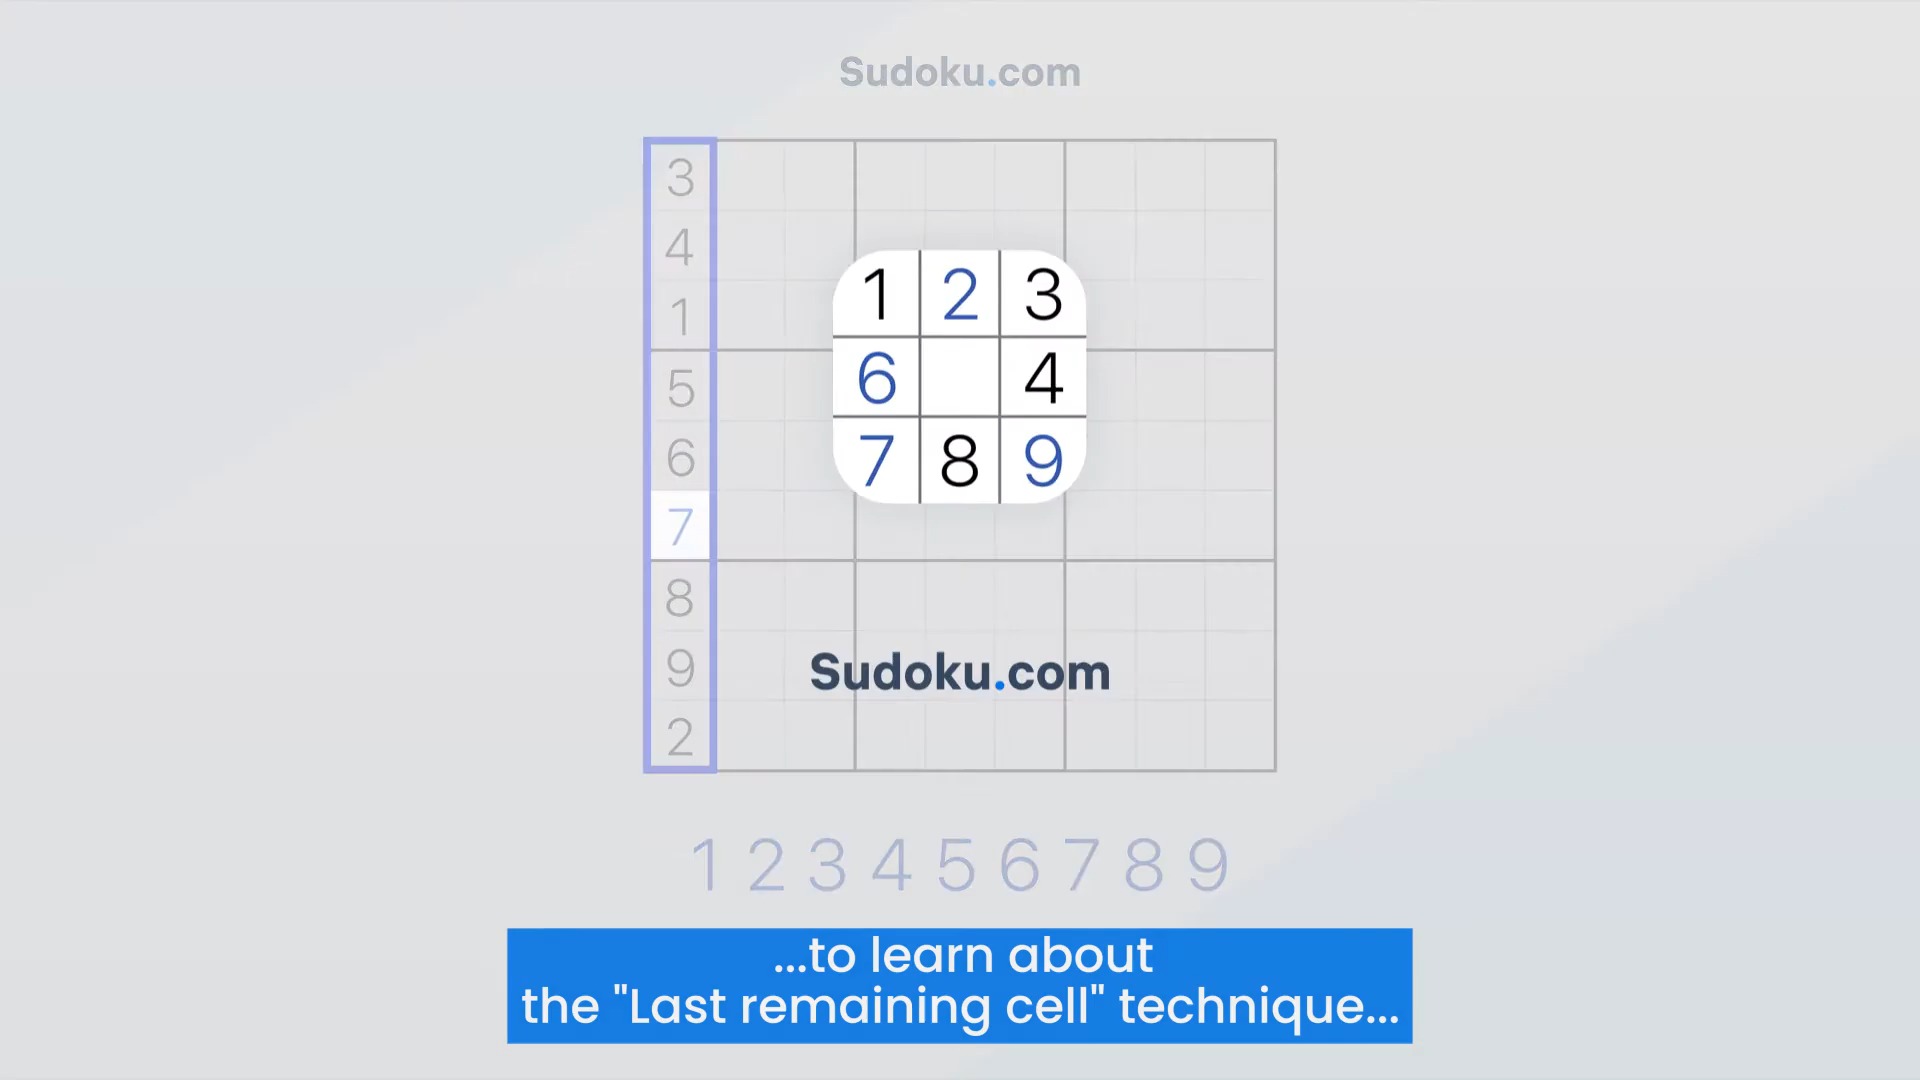 Sudoku.com
3
4
1
5
6
7
8
9
2
1 2 3
6 4
7 8 9
Sudoku.com
1 2 3 4 5 6 7 8 9
...to learn about
the "Last remaining cell" technique...